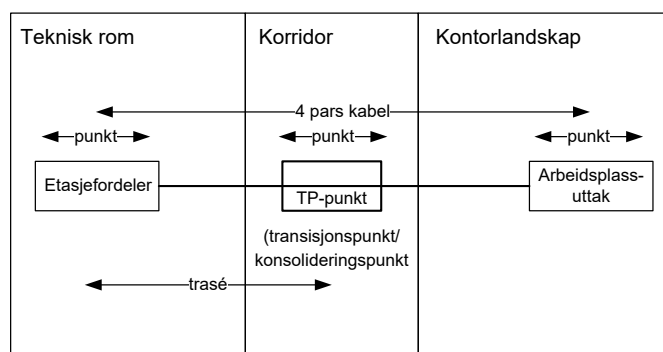 Teknisk rom
Korridor
Kontorlandskap
4 pars kabel
punkt
punkt
punkt
Etasjefordeler
TP-punkt
Arbeidsplass-
uttak
(transisjonspunkt/
konsolideringspunkt
trasé